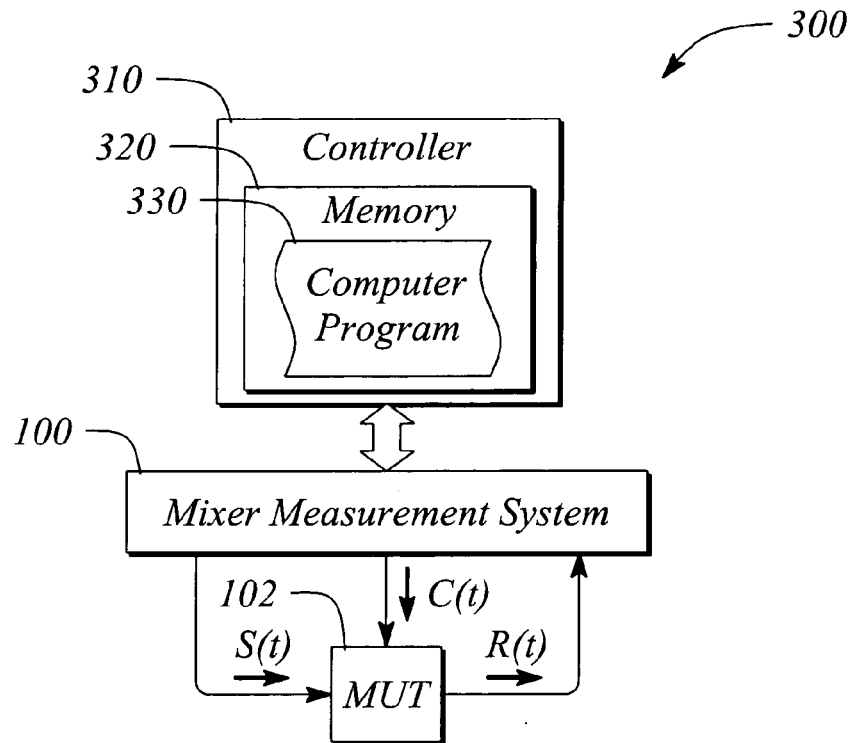 300
310
Controller
320
Memory
330
Computer
Program
100
Mixer Measurement System
102
C(t)
S(t)
R(t)
MUT